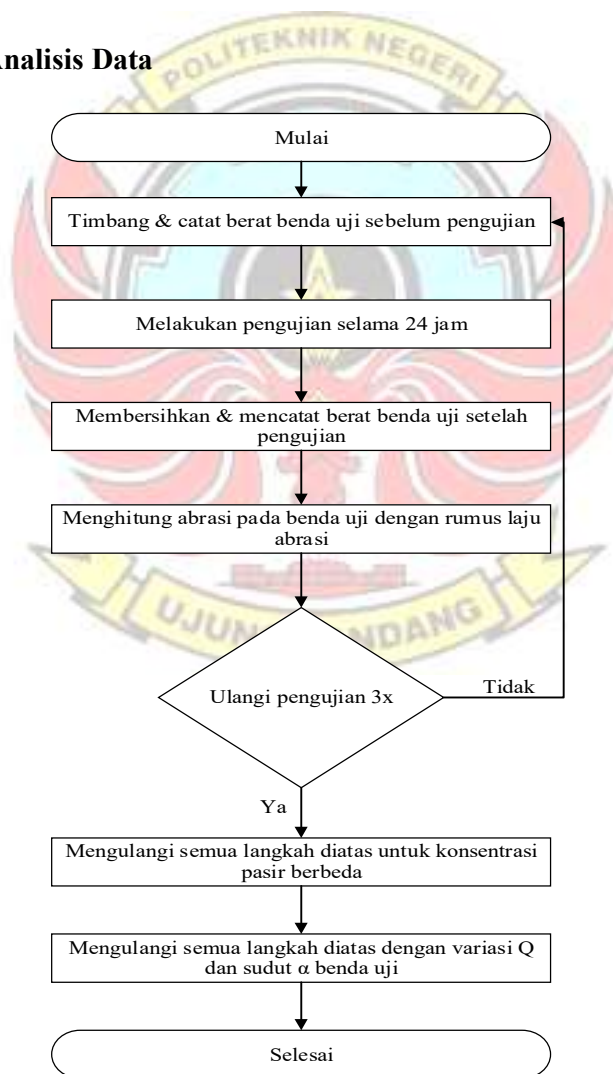 Analisis Data
POLITEKNIK NEGERI
Mulai
Timbang & catat berat benda uji sebelum pengujian
Melakukan pengujian selama 24 jam
Membersihkan & mencatat berat benda uji setelah
pengujian
Menghitung abrasi pada benda uji dengan rumus laju
abrasi
UJUNG PANDANG
Ulangi pengujian 3x
Tidak
Ya
Mengulangi semua langkah diatas untuk konsentrasi
pasir berbeda
Mengulangi semua langkah diatas dengan variasi Q
dan sudut α benda uji
Selesai